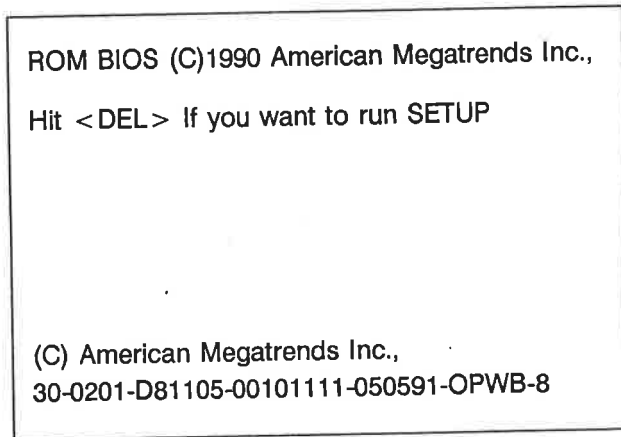 ROM BIOS (C)1990 American Megatrends Inc.,
Hit <DEL> If you want to run SETUP
(C) American Megatrends Inc.,
30-0201-D81105-00101111-050591-OPWB-8